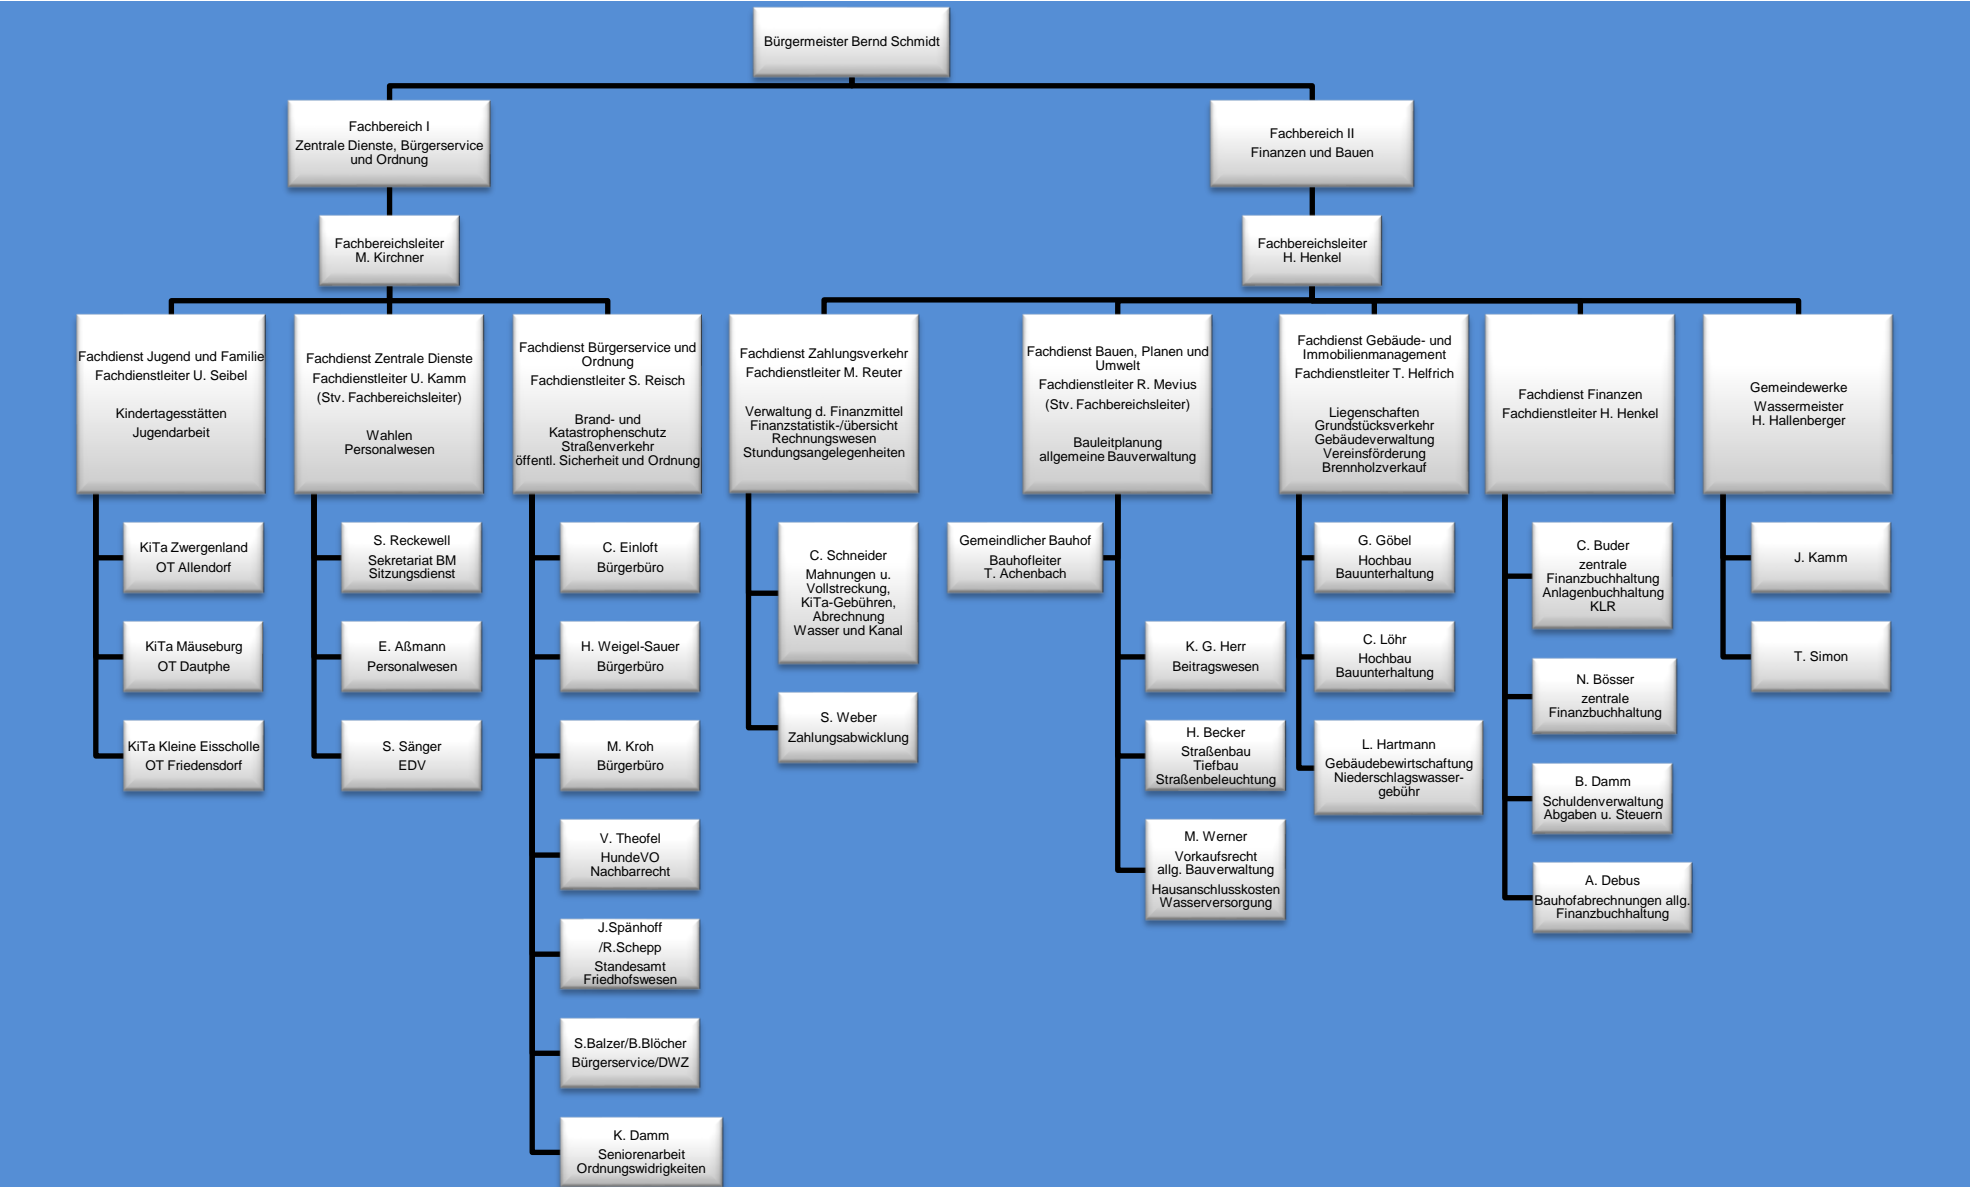 Bürgermeister Bernd Schmidt
Fachbereich I
Zentrale Dienste, Bürgerservice
und Ordnung
Fachbereich II
Finanzen und Bauen
Fachbereichsleiter
M. Kirchner
Fachbereichsleiter
H. Henkel
Fachdienst Jugend und Familie
Fachdienstleiter U. Seibel
Kindertagesstätten
Jugendarbeit
Fachdienst Zentrale Dienste
Fachdienstleiter U. Kamm
(Stv. Fachbereichsleiter)
Wahlen
Personalwesen
Fachdienst Bürgerservice und
Ordnung
Fachdienstleiter S. Reisch
Brand- und
Katastrophenschutz
Straßenverkehr
öffentl. Sicherheit und Ordnung
Fachdienst Zahlungsverkehr
Fachdienstleiter M. Reuter
Verwaltung d. Finanzmittel
Finanzstatistik-/übersicht
Rechnungswesen
Stundungsangelegenheiten
Fachdienst Bauen, Planen und
Umwelt
Fachdienstleiter R. Mevius
(Stv. Fachbereichsleiter)
Bauleitplanung
allgemeine Bauverwaltung
Fachdienst Gebäude- und
Immobilienmanagement
Fachdienstleiter T. Helfrich
Liegenschaften
Grundstücksverkehr
Gebäudeverwaltung
Vereinsförderung
Brennholzverkauf
Fachdienst Finanzen
Fachdienstleiter H. Henkel
Gemeindewerke
Wassermeister
H. Hallenberger
KiTa Zwergenland
OT Allendorf
KiTa Mäuseburg
OT Dautphe
KiTa Kleine Eisscholle
OT Friedensdorf
S. Reckewell
Sekretariat BM
Sitzungsdienst
E. Aßmann
Personalwesen
S. Sänger
EDV
C. Einloft
Bürgerbüro
H. Weigel-Sauer
Bürgerbüro
M. Kroh
Bürgerbüro
V. Theofel
HundeVO
Nachbarrecht
J.Spänhoff
/R.Schepp
Standesamt
Friedhofswesen
S.Balzer/B.Blöcher
Bürgerservice/DWZ
K. Damm
Seniorenarbeit
Ordnungswidrigkeiten
C. Schneider
Mahnungen u.
Vollstreckung,
KiTa-Gebühren,
Abrechnung
Wasser und Kanal
S. Weber
Zahlungsabwicklung
Gemeindlicher Bauhof
Bauhofleiter
T. Achenbach
K. G. Herr
Beitragswesen
H. Becker
Straßenbau
Tiefbau
Straßenbeleuchtung
M. Werner
Vorkaufsrecht
allg. Bauverwaltung
Hausanschlusskosten
Wasserversorgung
G. Göbel
Hochbau
Bauunterhaltung
C. Löhr
Hochbau
Bauunterhaltung
L. Hartmann
Gebäudebewirtschaftung
Niederschlagswasser-
gebühr
C. Buder
zentrale
Finanzbuchhaltung
Anlagenbuchhaltung
KLR
N. Bösser
zentrale
Finanzbuchhaltung
B. Damm
Schuldenverwaltung
Abgaben u. Steuern
A. Debus
Bauhofabrechnungen allg.
Finanzbuchhaltung
J. Kamm
T. Simon